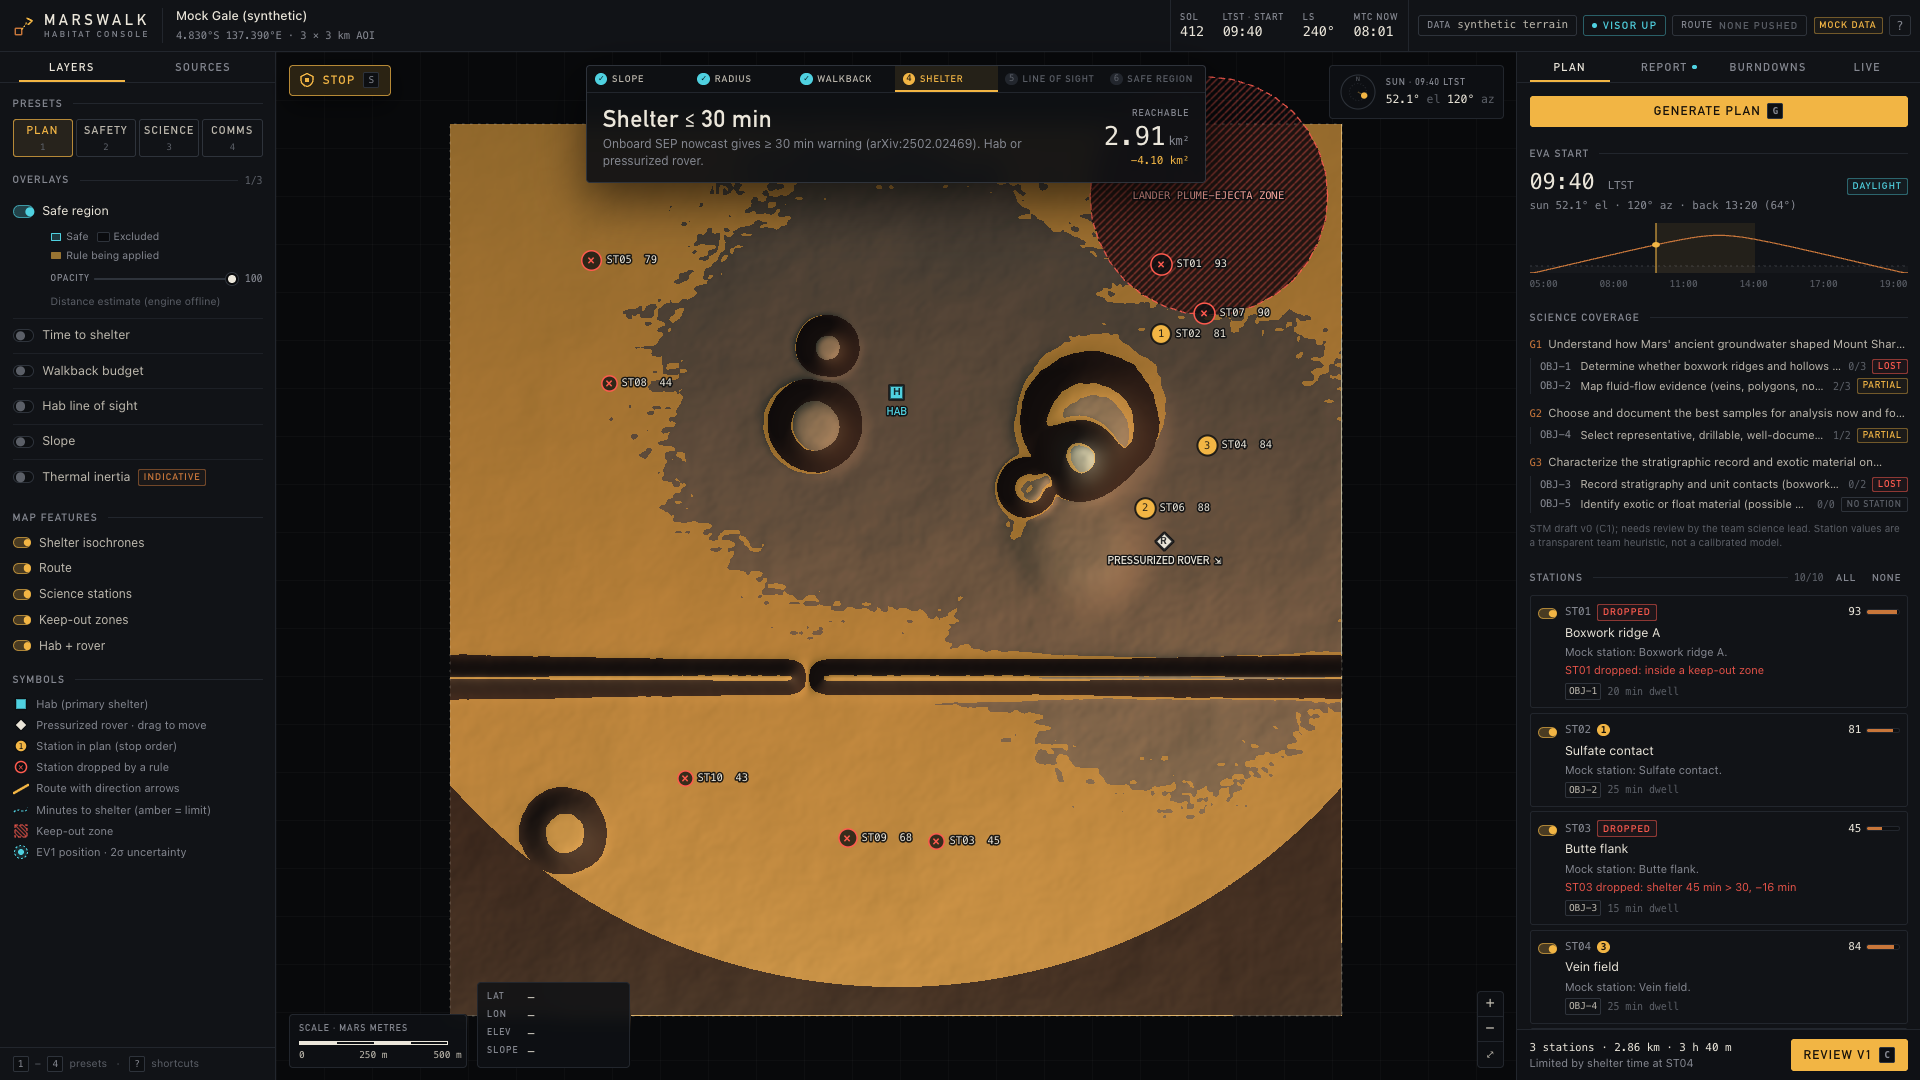 MARSWALK
HABITAT CONSOLE
Mock Gale (synthetic)
4.830°S 137.390°E · 3 × 3 km AOI
SOL
412
LTST · START
09:40
LS
240°
MTC NOW
08:01
DATA synthetic terrain
VISOR UP
ROUTE NONE PUSHED
MOCK DATA
?
LAYERS
SOURCES
PRESETS
PLAN
1
SAFETY
2
SCIENCE
3
COMMS
4
OVERLAYS
1/3
Safe region
Safe
Excluded
Rule being applied
OPACITY
100
Distance estimate (engine offline)
Time to shelter
Walkback budget
Hab line of sight
Slope
Thermal inertia
INDICATIVE
MAP FEATURES
Shelter isochrones
Route
Science stations
Keep-out zones
Hab + rover
SYMBOLS
Hab (primary shelter)
Pressurized rover · drag to move
1 Station in plan (stop order)
Station dropped by a rule
Route with direction arrows
Minutes to shelter (amber = limit)
Keep-out zone
EV1 position · 2σ uncertainty
1 – 4 presets · ? shortcuts
STOP S
SLOPE
RADIUS
WALKBACK
4 SHELTER
5 LINE OF SIGHT
6 SAFE REGION
Shelter ≤ 30 min
Onboard SEP nowcast gives ≥ 30 min warning (arXiv:2502.02469). Hab or
pressurized rover.
REACHABLE
2.91 km²
−4.10 km²
N
SUN · 09:40 LTST
52.1° el 120° az
LANDER PLUME-EJECTA ZONE
ST05 79
ST01 93
ST07 90
1 ST02 81
ST08 44
H
HAB
3 ST04 84
2 ST06 88
R
PRESSURIZED ROVER
ST10 43
ST09 68
ST03 45
LAT –
LON –
ELEV –
SLOPE –
SCALE · MARS METRES
0 250 m 500 m
+
−
PLAN
REPORT
BURNDOWNS
LIVE
GENERATE PLAN G
EVA START
09:40 LTST
DAYLIGHT
sun 52.1° el · 120° az · back 13:20 (64°)
05:00 08:00 11:00 14:00 17:00 19:00
SCIENCE COVERAGE
G1 Understand how Mars' ancient groundwater shaped Mount Shar...
OBJ-1 Determine whether boxwork ridges and hollows ... 0/3 LOST
OBJ-2 Map fluid-flow evidence (veins, polygons, no... 2/3 PARTIAL
G2 Choose and document the best samples for analysis now and fo...
OBJ-4 Select representative, drillable, well-docume... 1/2 PARTIAL
G3 Characterize the stratigraphic record and exotic material on...
OBJ-3 Record stratigraphy and unit contacts (boxwork... 0/2 LOST
OBJ-5 Identify exotic or float material (possible ... 0/0 NO STATION
STM draft v0 (C1); needs review by the team science lead. Station values are
a transparent team heuristic, not a calibrated model.
STATIONS
10/10 ALL NONE
ST01 DROPPED 93
Boxwork ridge A
Mock station: Boxwork ridge A.
ST01 dropped: inside a keep-out zone
OBJ-1 20 min dwell
ST02 1 81
Sulfate contact
Mock station: Sulfate contact.
OBJ-2 25 min dwell
ST03 DROPPED 45
Butte flank
Mock station: Butte flank.
ST03 dropped: shelter 45 min > 30, −16 min
OBJ-3 15 min dwell
ST04 3 84
Vein field
Mock station: Vein field.
OBJ-4 25 min dwell
3 stations · 2.86 km · 3 h 40 m
Limited by shelter time at ST04
REVIEW V1 C